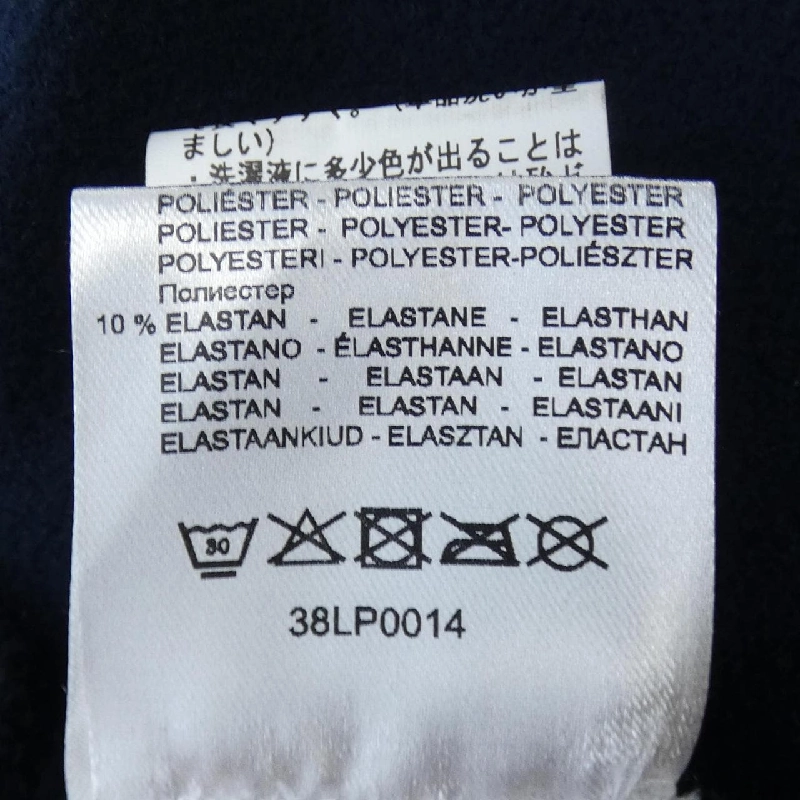 ましい)
・洗濯液に多少色が出ることは
POLIÉSTER - POLIESTER - POLYESTER
POLIESTER - POLYESTER- POLYESTER
POLYESTERI - POLYESTER-POLIÉSZTER
Полиестер
10 % ELASTAN - ELASTANE - ELASTHAN
ELASTANO - ÉLASTHANNE - ELASTANO
ELASTAN - ELASTAAN - ELASTAN
ELASTAN - ELASTAN - ELASTAANI
ELASTAANKIUD - ELASZTAN - ЕЛАСТАН
30
38LP0014